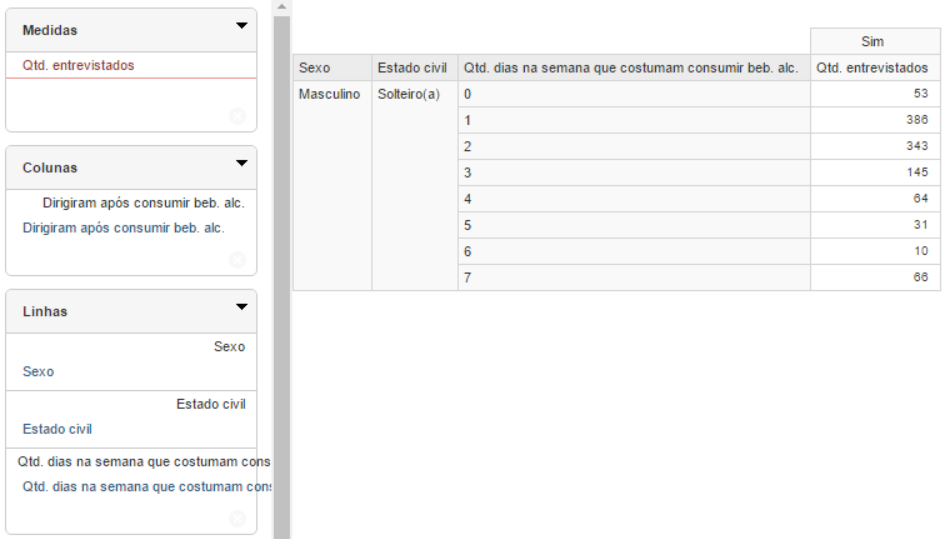 Medidas
Qtd. entrevistados
Colunas
Dirigiram após consumir beb. alc.
Dirigiram após consumir beb. alc.
Linhas
Sexo
Sexo
Estado civil
Estado civil
Qtd. dias na semana que costumam cons
Qtd. dias na semana que costumam cons
Sim
Sexo Estado civil Qtd. dias na semana que costumam consumir beb. alc. Qtd. entrevistados
Masculino Solteiro(a) 0 53
1 386
2 343
3 145
4 64
5 31
6 10
7 66